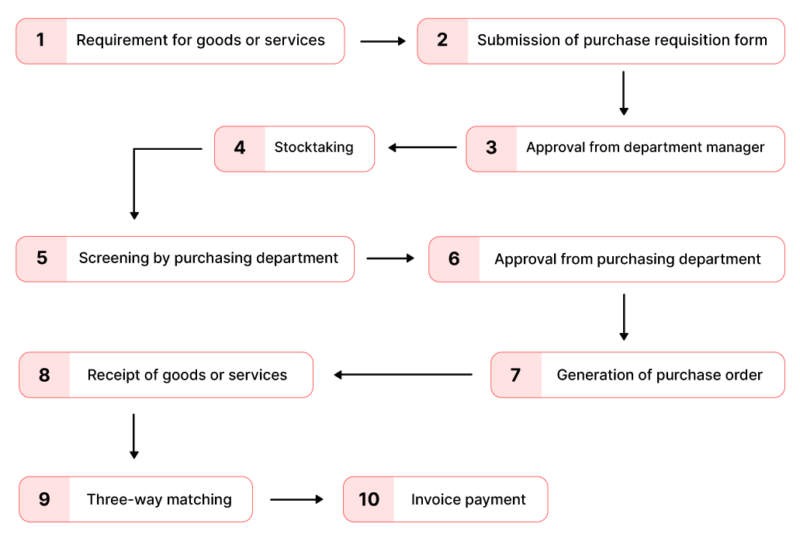 1 Requirement for goods or services
2 Submission of purchase requisition form
3 Approval from department manager
4 Stocktaking
5 Screening by purchasing department
6 Approval from purchasing department
7 Generation of purchase order
8 Receipt of goods or services
9 Three-way matching
10 Invoice payment